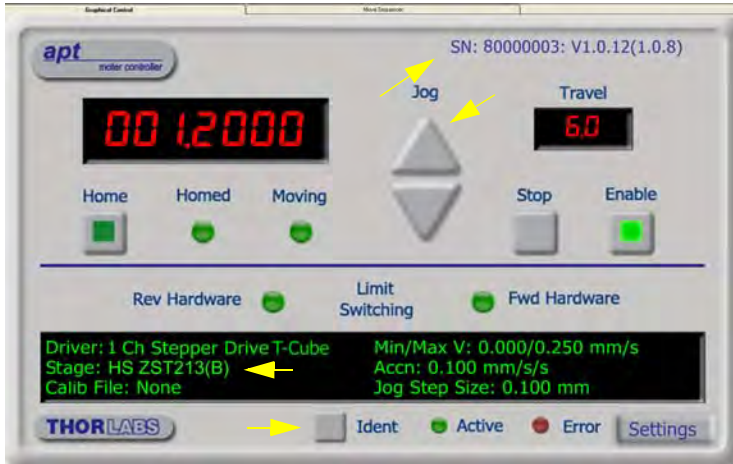 Graphical Control
Move Sequencer
apt
motor controller
SN: 80000003: V1.0.12(1.0.8)
Jog
Travel
001.2000
6.0
Home
Homed
Moving
Stop
Enable
Rev Hardware
Limit
Switching
Fwd Hardware
Driver: 1 Ch Stepper Drive T-Cube
Min/Max V: 0.000/0.250 mm/s
Stage: HS ZST213(B)
Accn: 0.100 mm/s/s
Calib File: None
Jog Step Size: 0.100 mm
THORLABS
Ident
Active
Error
Settings